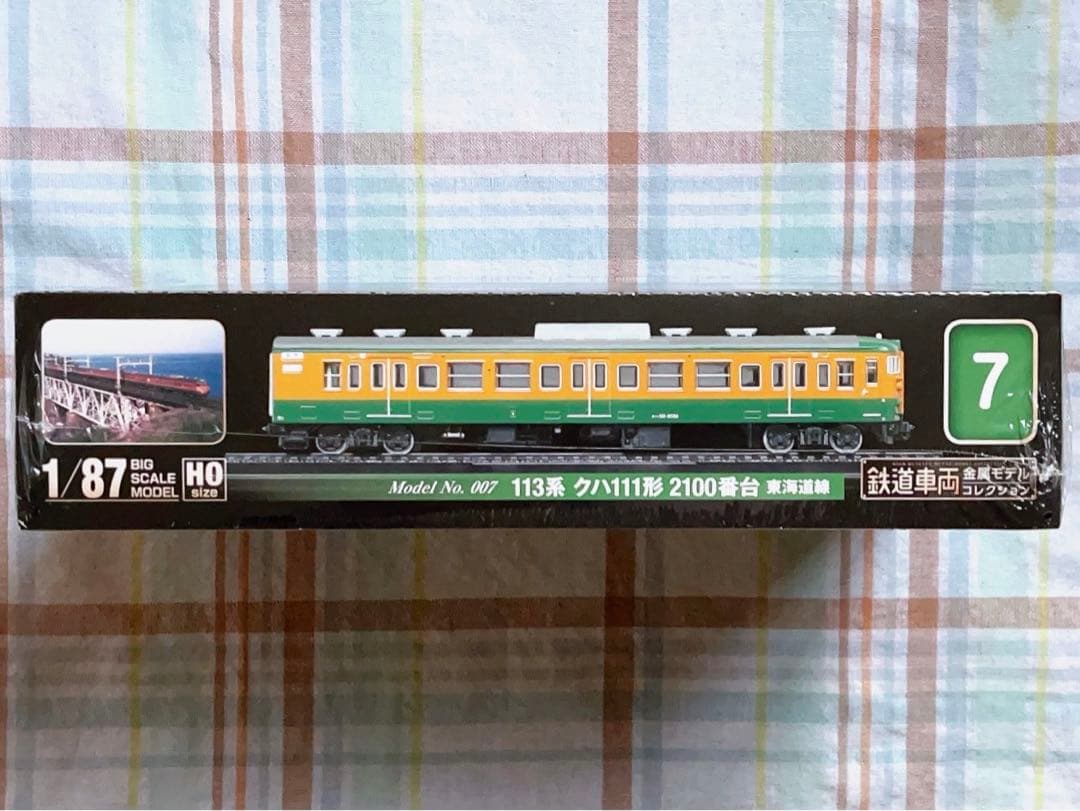 7
1/87 BIG SCALE MODEL HO size
Model No. 007 113系 クハ111形 2100番台 東海道線
鉄道車両 金属モデルコレクション